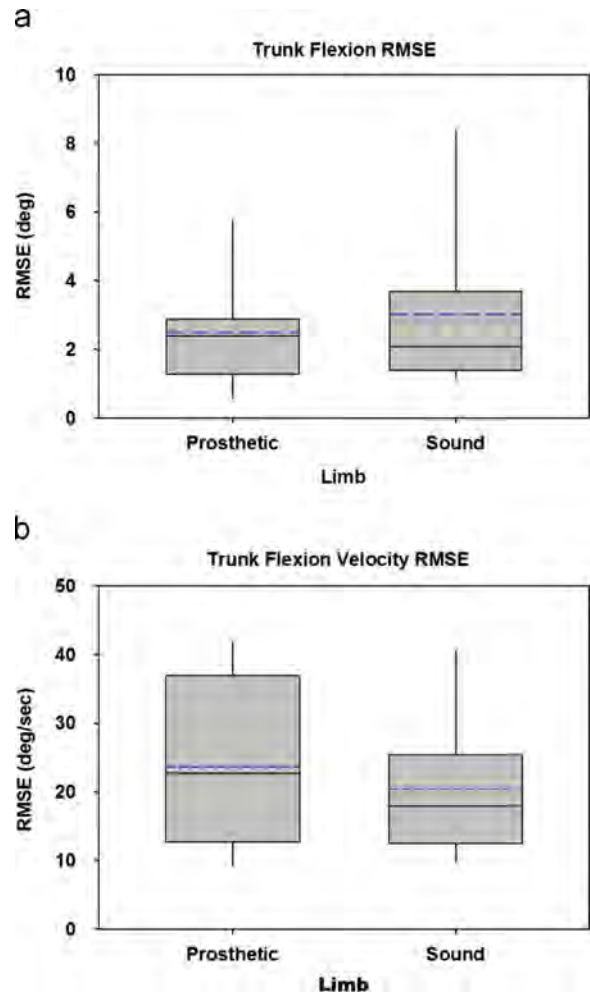 a
Trunk Flexion RMSE
10
8
6
4
2
0
RMSE (deg)
Prosthetic Sound
Limb
b
Trunk Flexion Velocity RMSE
50
40
30
20
10
0
RMSE (deg/sec)
Prosthetic Sound
Limb